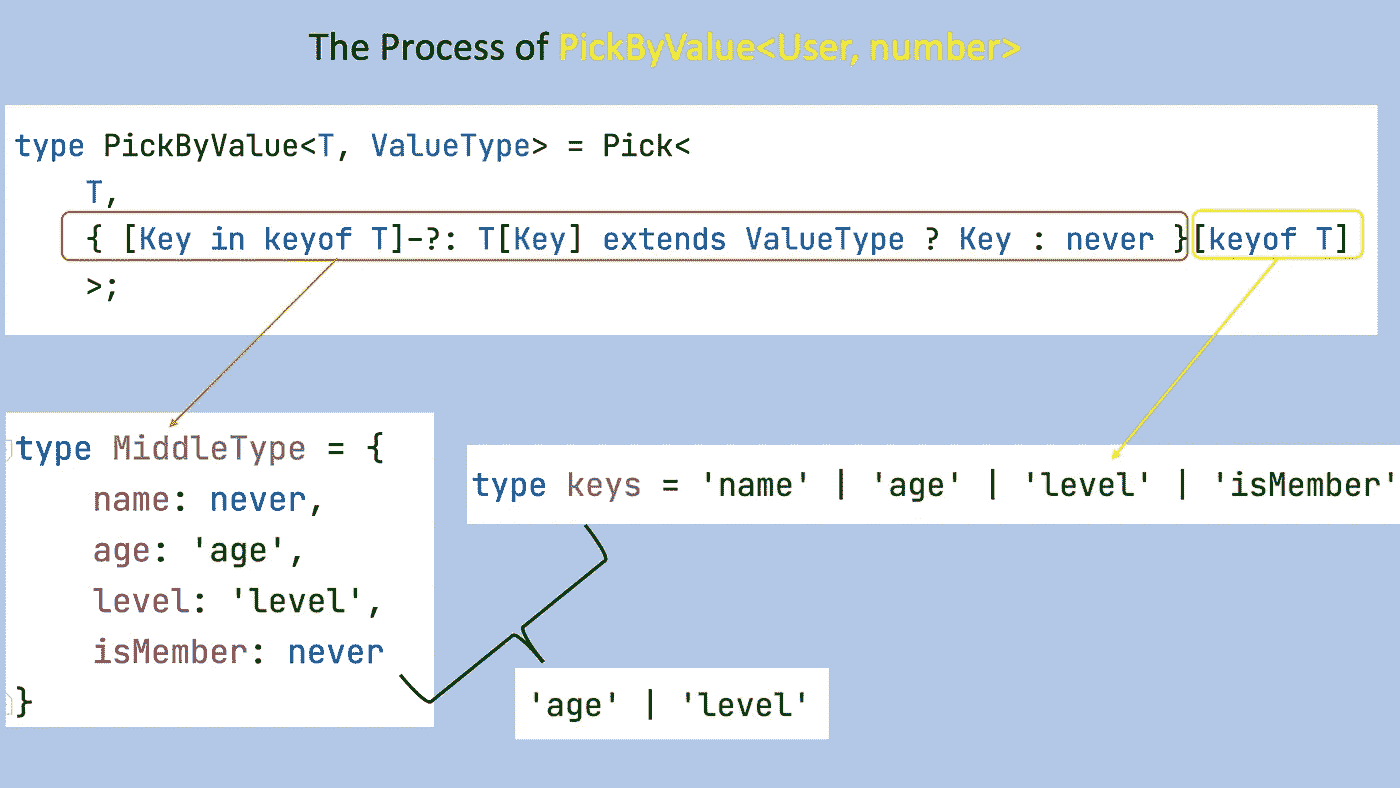 The Process of PickByValue<User, number>
type PickByValue<T, ValueType> = Pick<
T,
{ [Key in keyof T]-?: T[Key] extends ValueType ? Key : never }[keyof T]
>;
type MiddleType = {
name: never,
age: 'age',
level: 'level',
isMember: never
}
type keys = 'name' | 'age' | 'level' | 'isMember'
'age' | 'level'